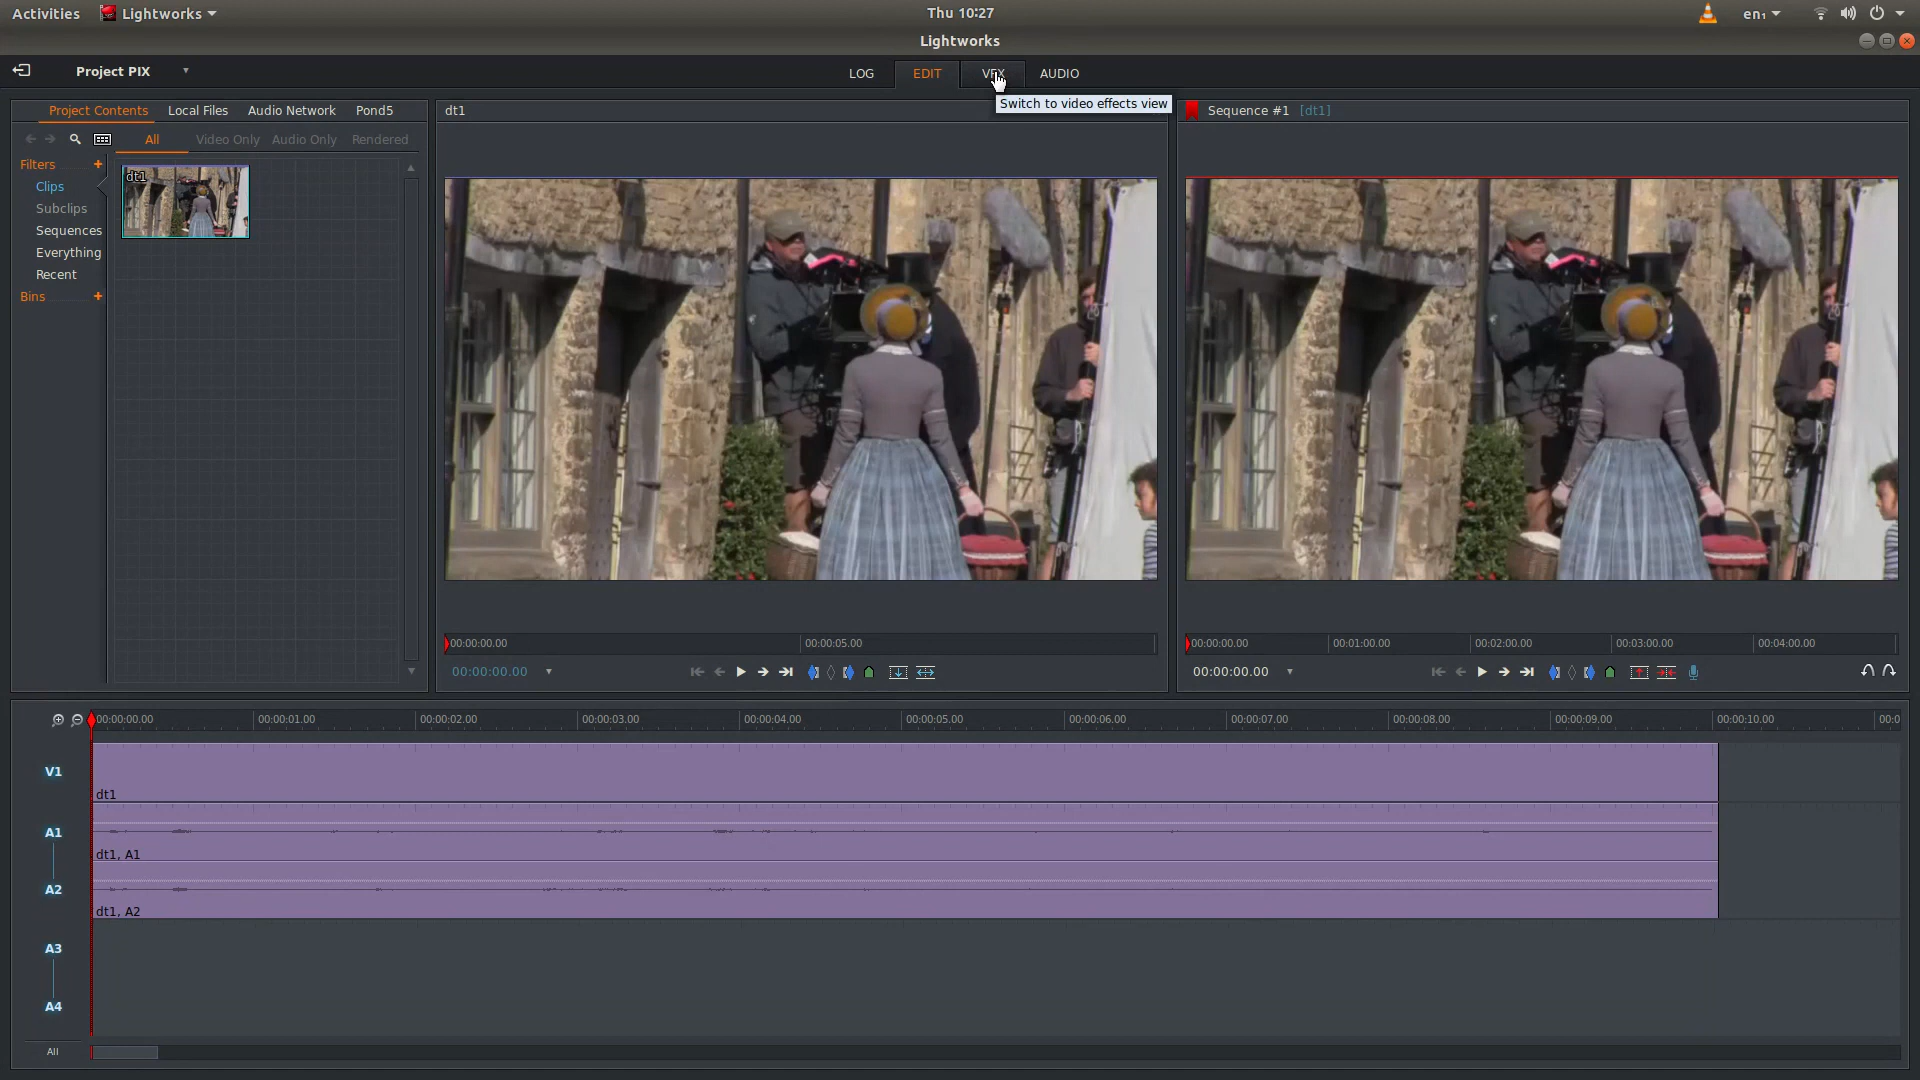 Activities Lightworks Thu 10:27 en₁
Lightworks
Project PIX LOG EDIT VFX AUDIO
Switch to video effects view
Project Contents Local Files Audio Network Pond5
dt1
Sequence #1 [dt1]
All Video Only Audio Only Rendered
Filters +
Clips
Subclips
Sequences
Everything
Recent
Bins +
dt1
00:00:00.00 00:00:05.00
00:00:00.00 00:01:00.00 00:02:00.00 00:03:00.00 00:04:00.00
00:00:00.00
00:00:00.00
00:00:00.00 00:00:01.00 00:00:02.00 00:00:03.00 00:00:04.00 00:00:05.00 00:00:06.00 00:00:07.00 00:00:08.00 00:00:09.00 00:00:10.00 00:0
V1
dt1
A1
dt1, A1
A2
dt1, A2
A3
A4
All